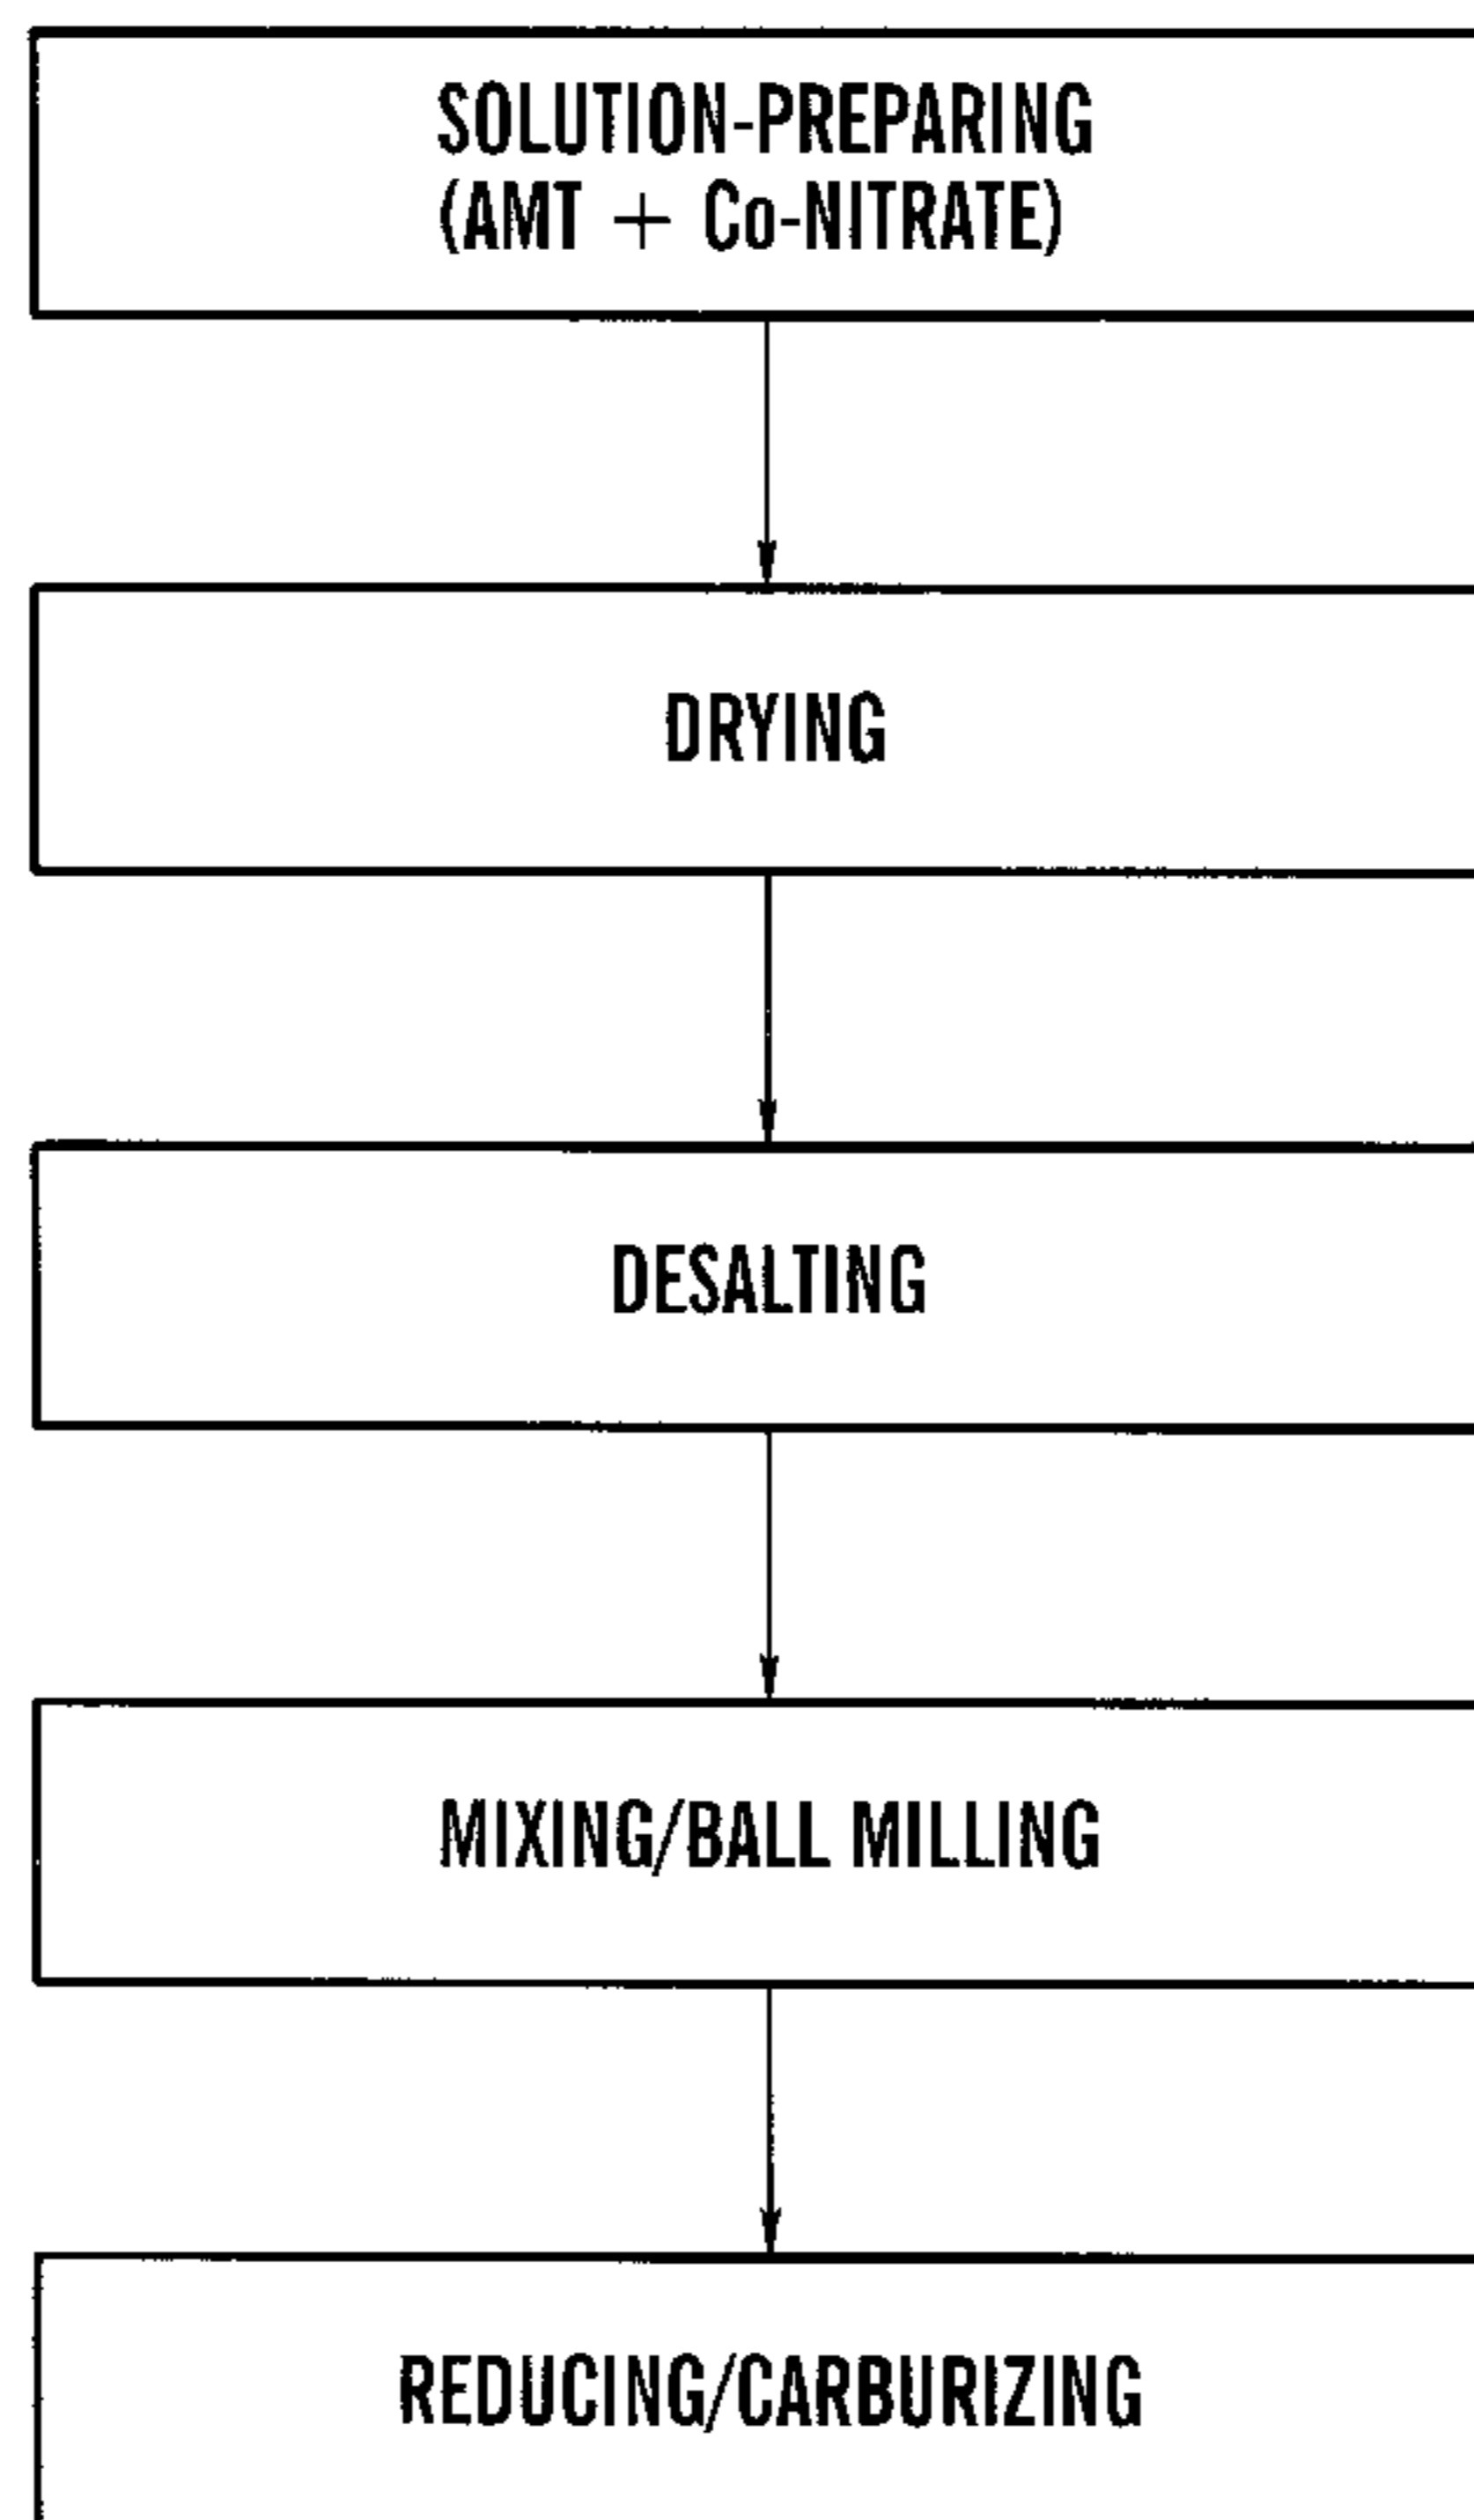 SOLUTION-PREPARING
(AMT + Co-NITRATE)
DRYING
DESALTING
MIXING/BALL MILLING
REDUCING/CARBURIZING